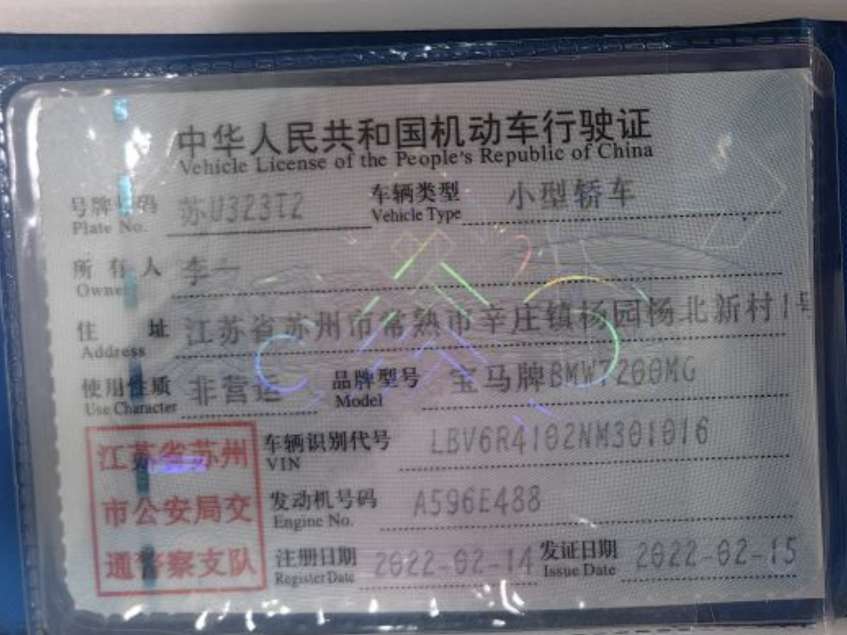 中华人民共和国机动车行驶证
Vehicle License of the People's Republic of China
号牌号码 苏U323T2 车辆类型 小型轿车
Plate No. Vehicle Type
所有人 李一
Owner
住址 江苏省苏州市常熟市辛庄镇杨园杨北新村1号
Address
使用性质 非营运 品牌型号 宝马牌BMW7200MG
Use Character Model
车辆识别代号 LBV6R4102NM301016
VIN
发动机号码 A596E488
Engine No.
注册日期 2022-02-14 发证日期 2022-02-15
Register Date Issue Date
江苏省苏州
市公安局交
通警察支队